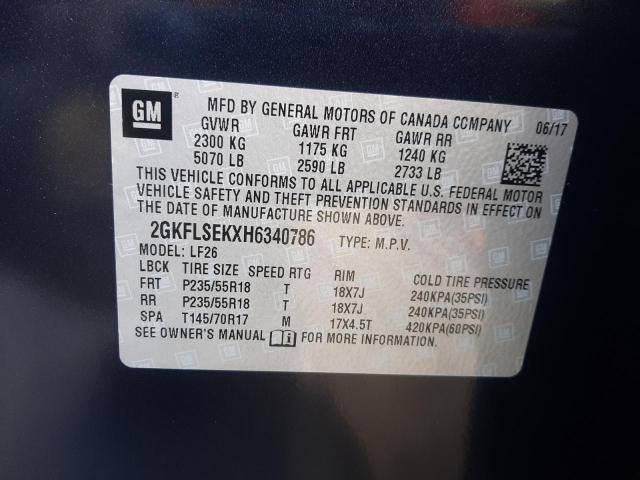 GM ®
MFD BY GENERAL MOTORS OF CANADA COMPANY 06/17
GVWR GAWR FRT GAWR RR
2300 KG 1175 KG 1240 KG
5070 LB 2590 LB 2733 LB
THIS VEHICLE CONFORMS TO ALL APPLICABLE U.S. FEDERAL MOTOR
VEHICLE SAFETY AND THEFT PREVENTION STANDARDS IN EFFECT ON
THE DATE OF MANUFACTURE SHOWN ABOVE.
2GKFLSEKXH6340786 TYPE: M.P.V.
MODEL: LF26
LBCK TIRE SIZE SPEED RTG RIM COLD TIRE PRESSURE
FRT P235/55R18 T 18X7J 240KPA(35PSI)
RR P235/55R18 T 18X7J 240KPA(35PSI)
SPA T145/70R17 M 17X4.5T 420KPA(60PSI)
SEE OWNER'S MANUAL FOR MORE INFORMATION.